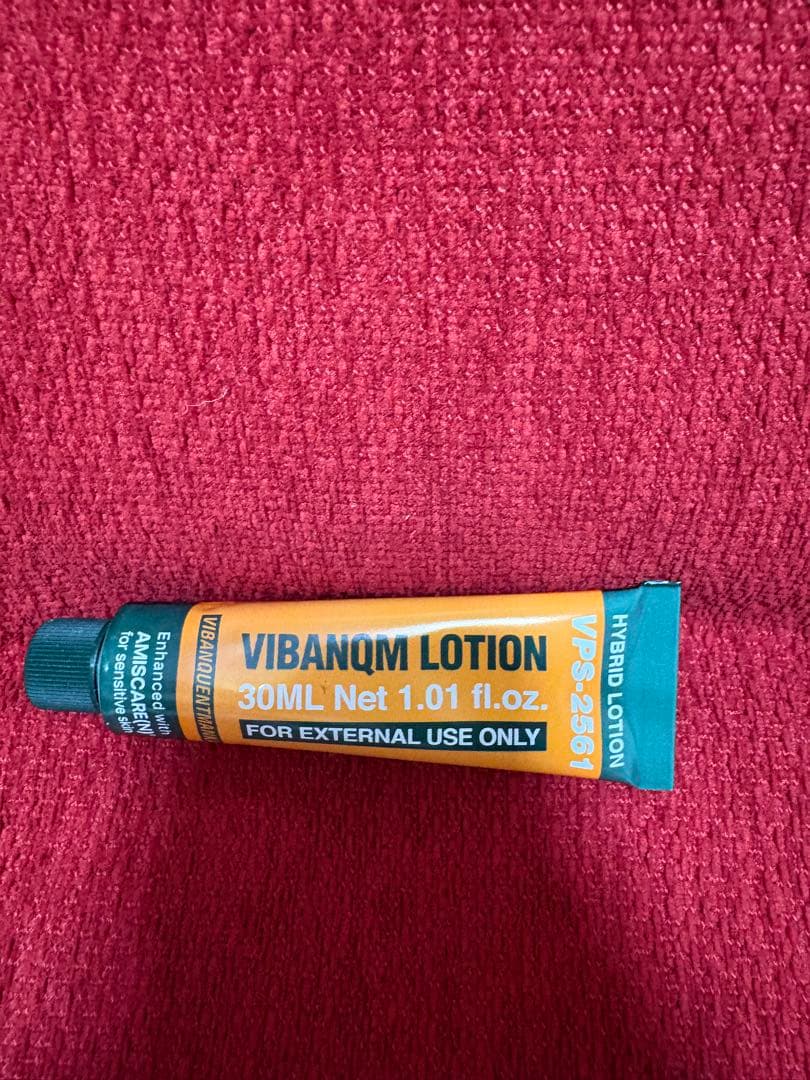 Enhanced with
AMISCARE(N)
for sensitive skin
VIBANQM LOTION
30ML Net 1.01 fl.oz.
FOR EXTERNAL USE ONLY
VPS-2561
HYBRID LOTION